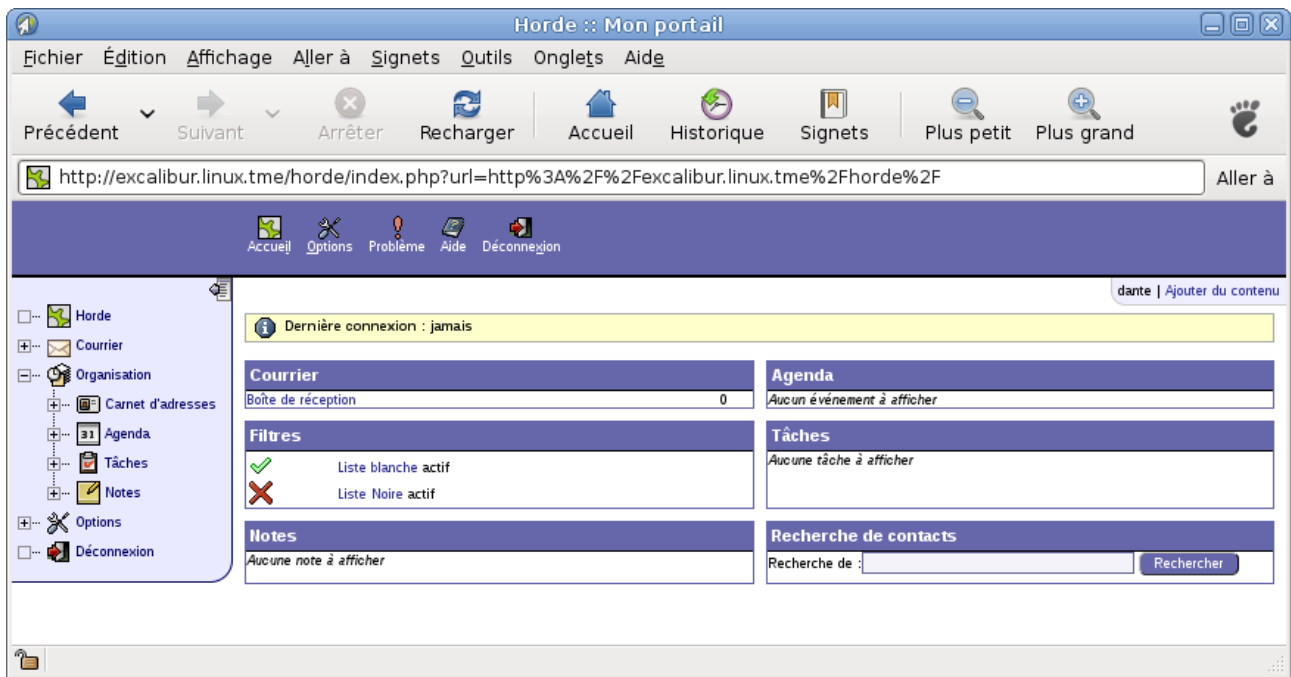 Horde :: Mon portail
Fichier Édition Affichage Aller à Signets Outils Onglets Aide
Précédent Suivant Arrêter Recharger Accueil Historique Signets Plus petit Plus grand
http://excalibur.linux.tme/horde/index.php?url=http%3A%2F%2Fexcalibur.linux.tme%2Fhorde%2F Aller à
Accueil Options Problème Aide Déconnexion
dante | Ajouter du contenu
Horde
Courrier
Organisation
Carnet d'adresses
31 Agenda
Tâches
Notes
Options
Déconnexion
Dernière connexion : jamais
Courrier
Boîte de réception 0
Agenda
Aucun événement à afficher
Filtres
Liste blanche actif
Liste Noire actif
Tâches
Aucune tâche à afficher
Notes
Aucune note à afficher
Recherche de contacts
Recherche de : Rechercher